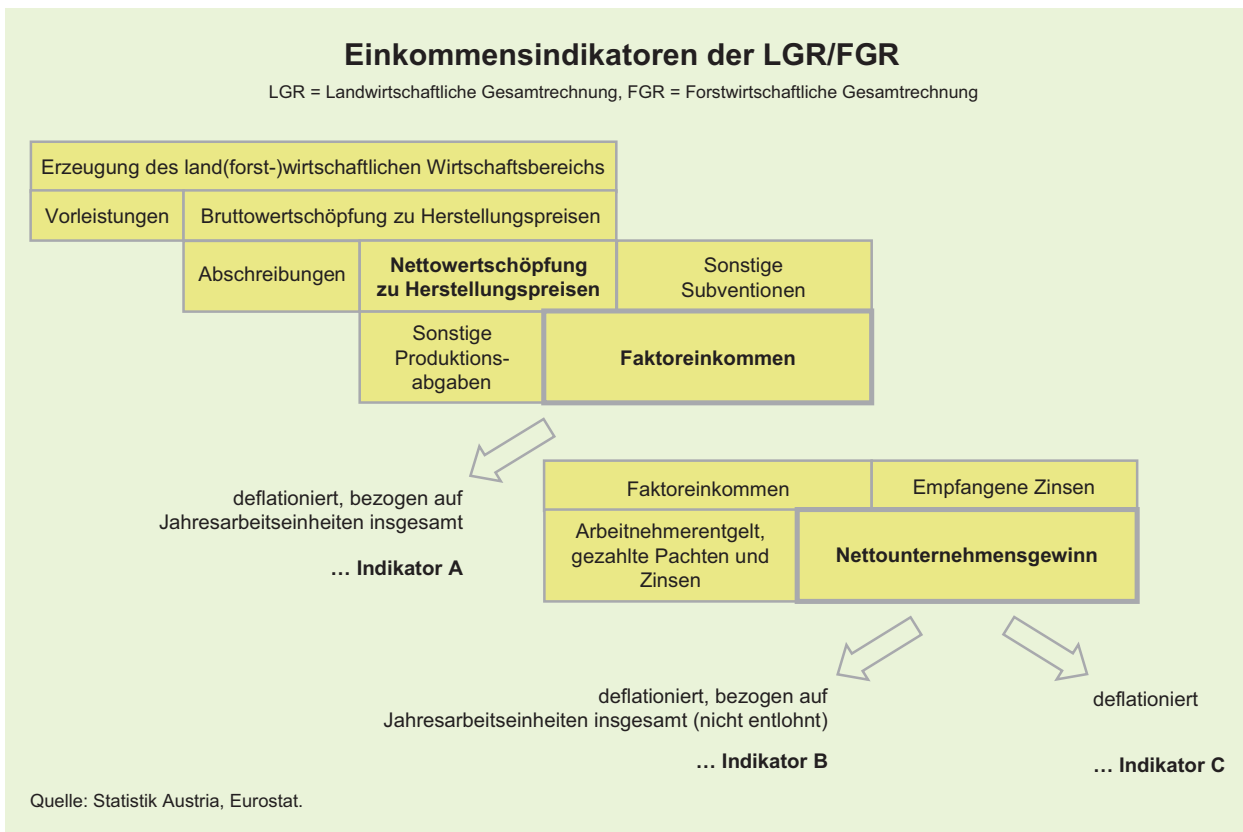 Einkommensindikatoren der LGR/FGR
LGR = Landwirtschaftliche Gesamtrechnung, FGR = Forstwirtschaftliche Gesamtrechnung
Erzeugung des land(forst-)wirtschaftlichen Wirtschaftsbereichs
Vorleistungen
Bruttowertschöpfung zu Herstellungspreisen
Abschreibungen
Nettowertschöpfung
zu Herstellungspreisen
Sonstige
Subventionen
Sonstige
Produktions-
abgaben
Faktoreinkommen
deflationiert, bezogen auf
Jahresarbeitseinheiten insgesamt
... Indikator A
Faktoreinkommen
Empfangene Zinsen
Arbeitnehmerentgelt,
gezahlte Pachten und
Zinsen
Nettounternehmensgewinn
deflationiert, bezogen auf
Jahresarbeitseinheiten insgesamt (nicht entlohnt)
... Indikator B
deflationiert
... Indikator C
Quelle: Statistik Austria, Eurostat.